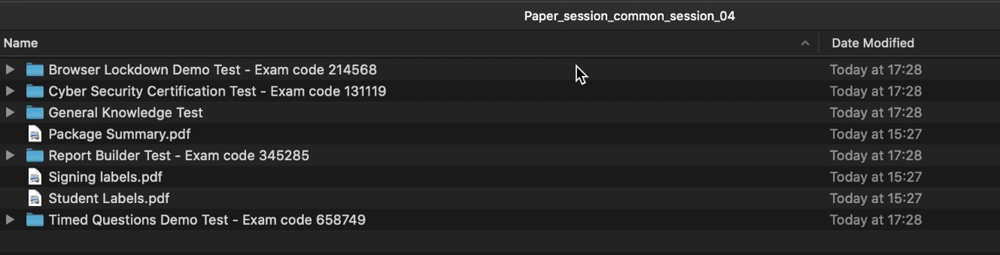 Paper_session_common_session_04
Name Date Modified
Browser Lockdown Demo Test - Exam code 214568 Today at 17:28
Cyber Security Certification Test - Exam code 131119 Today at 17:28
General Knowledge Test Today at 17:28
Package Summary.pdf Today at 15:27
Report Builder Test - Exam code 345285 Today at 17:28
Signing labels.pdf Today at 15:27
Student Labels.pdf Today at 15:27
Timed Questions Demo Test - Exam code 658749 Today at 17:28